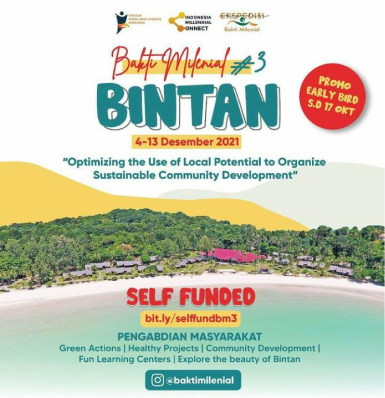 INDONESIA
MILLENNIAL
CONNECT
EKSPEDISI
Bakti Milenial
Bakti Milenial #3
BINTAN
PROMO
EARLY BIRD
S.D 17 OKT
4-13 Desember 2021
“Optimizing the Use of Local Potential to Organize
Sustainable Community Development”
SELF FUNDED
bit.ly/selffundbm3
PENGABDIAN MASYARAKAT
Green Actions | Healthy Projects | Community Development |
Fun Learning Centers | Explore the beauty of Bintan
@baktimilenial